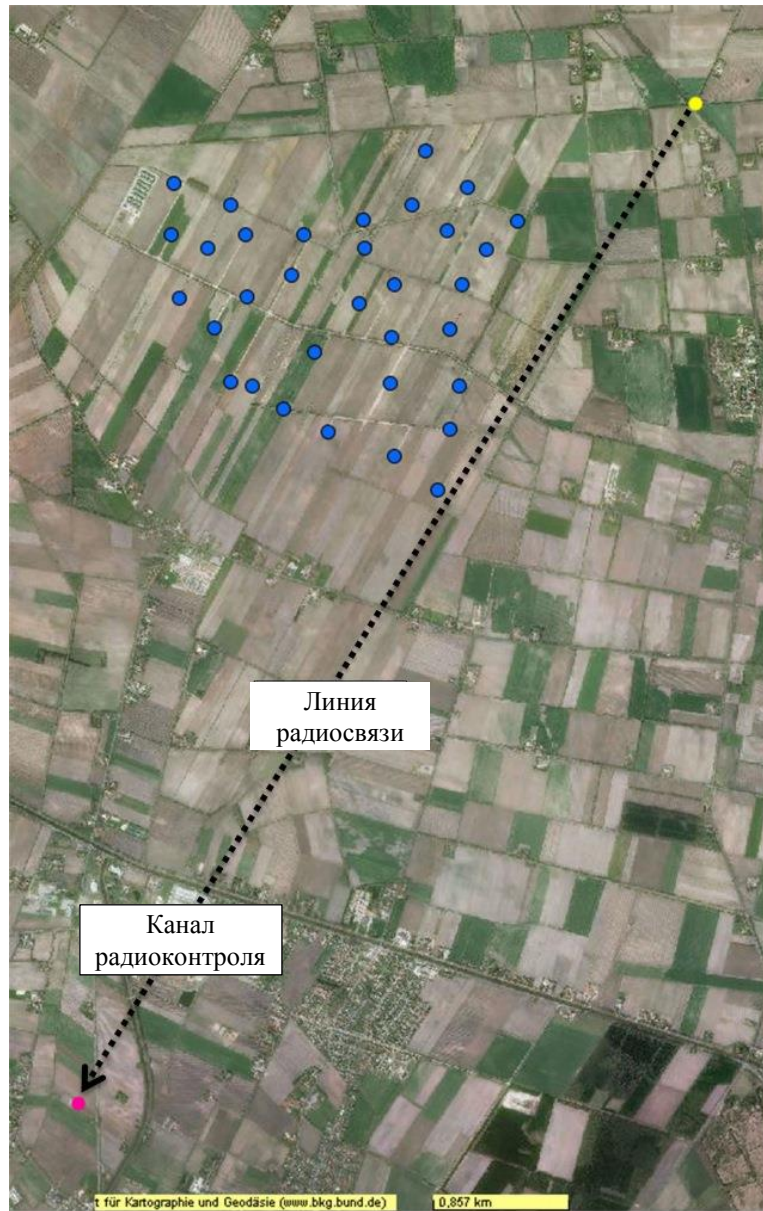 Линия
радиосвязи
Канал
радиоконтроля
t für Kartographie und Geodäsie (www.bkg.bund.de)
0,857 km